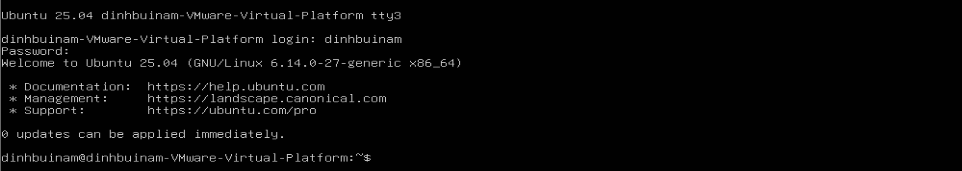 Ubuntu 25.04 dinhbuinam-VMware-Virtual-Platform tty3
dinhbuinam-VMware-Virtual-Platform login: dinhbuinam
Password:
Welcome to Ubuntu 25.04 (GNU/Linux 6.14.0-27-generic x86_64)
* Documentation:  https://help.ubuntu.com
* Management:     https://landscape.canonical.com
* Support:        https://ubuntu.com/pro
0 updates can be applied immediately.
dinhbuinam@dinhbuinam-VMware-Virtual-Platform:~$